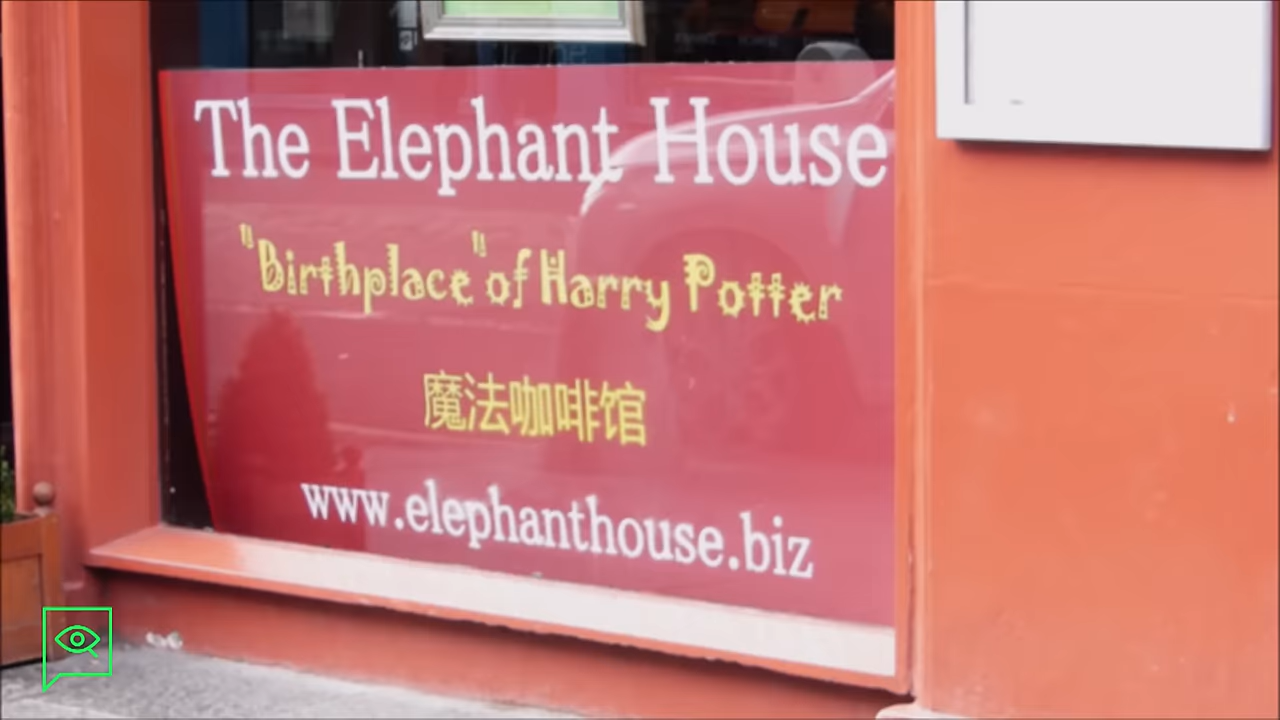 The Elephant House
"Birthplace" of Harry Potter
魔法咖啡馆
www.elephanthouse.biz